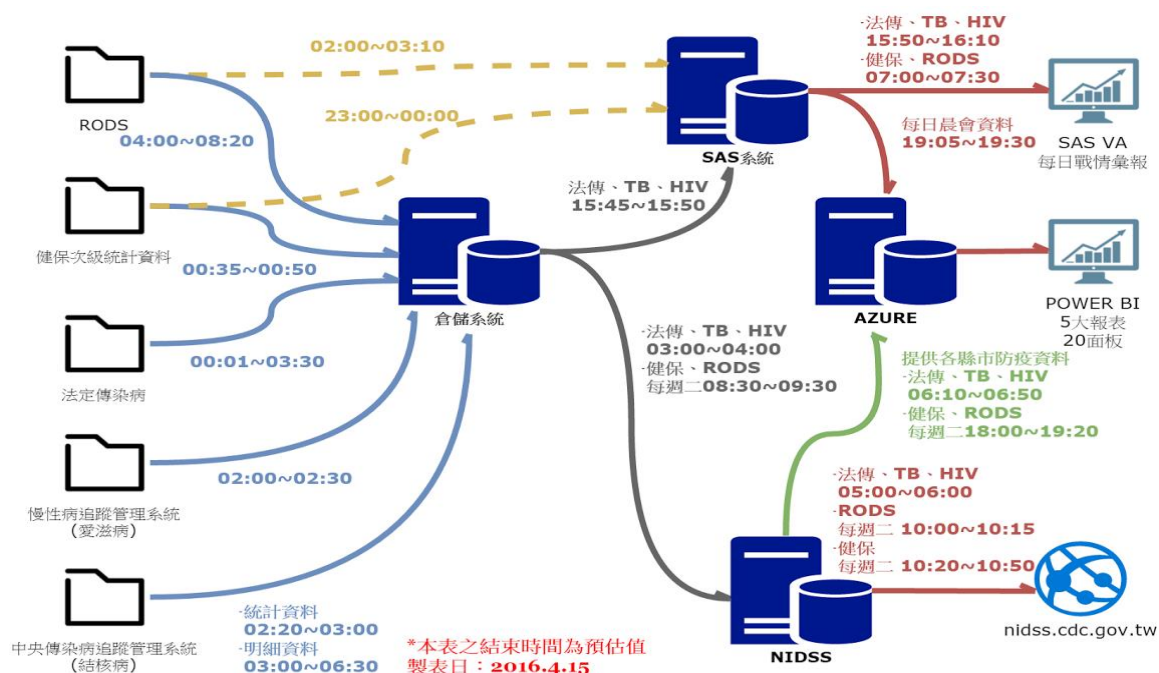 RODS
健保次級統計資料
法定傳染病
慢性病追蹤管理系統
(愛滋病)
中央傳染病追蹤管理系統
(結核病)
02:00~03:10
23:00~00:00
04:00~08:20
00:35~00:50
00:01~03:30
02:00~02:30
-統計資料
02:20~03:00
-明細資料
03:00~06:30
倉儲系統
法傳、TB、HIV
15:45~15:50
-法傳、TB、HIV
03:00~04:00
-健保、RODS
每週二08:30~09:30
SAS系統
-法傳、TB、HIV
15:50~16:10
-健保、RODS
07:00~07:30
每日晨會資料
19:05~19:30
SAS VA
每日戰情彙報
AZURE
POWER BI
5大報表
20面板
提供各縣市防疫資料
-法傳、TB、HIV
06:10~06:50
-健保、RODS
每週二18:00~19:20
NIDSS
-法傳、TB、HIV
05:00~06:00
-RODS
每週二 10:00~10:15
-健保
每週二 10:20~10:50
nidss.cdc.gov.tw
*本表之結束時間為預估值
製表日：2016.4.15